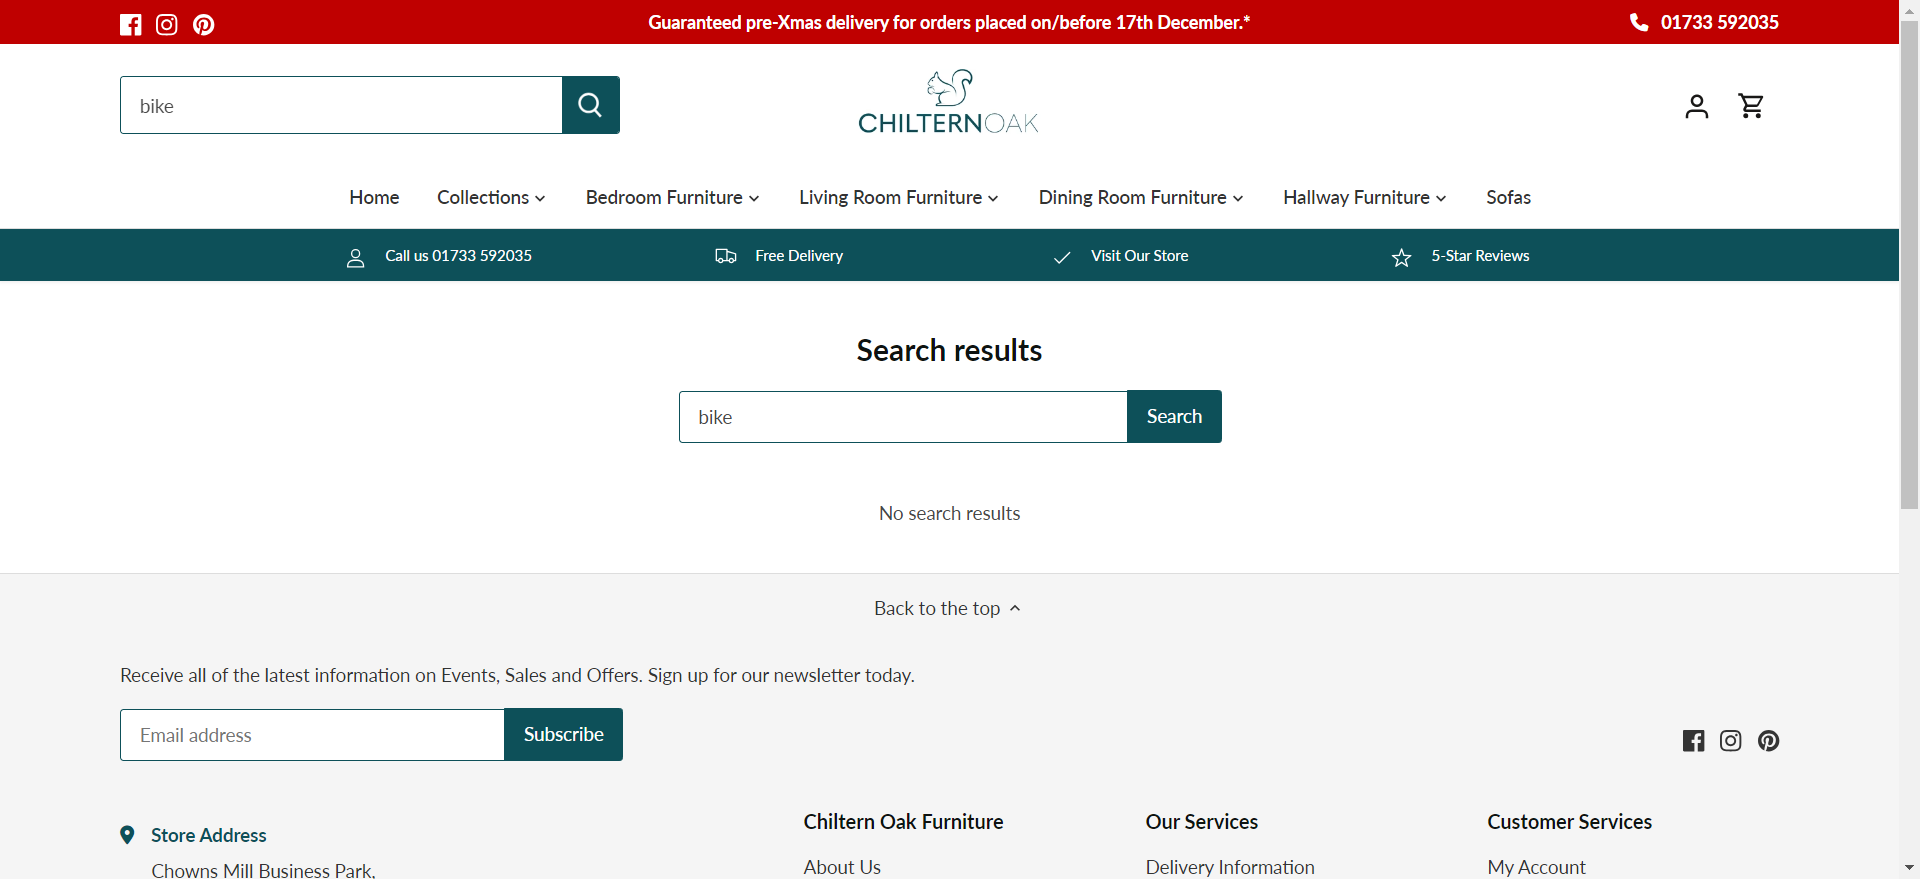 Guaranteed pre-Xmas delivery for orders placed on/before 17th December.*
01733 592035
bike
CHILTERNOAK
Home
Collections
Bedroom Furniture
Living Room Furniture
Dining Room Furniture
Hallway Furniture
Sofas
Call us 01733 592035
Free Delivery
Visit Our Store
5-Star Reviews
Search results
bike
Search
No search results
Back to the top
Receive all of the latest information on Events, Sales and Offers. Sign up for our newsletter today.
Email address
Subscribe
Store Address
Chowns Mill Business Park,
Chiltern Oak Furniture
About Us
Our Services
Delivery Information
Customer Services
My Account